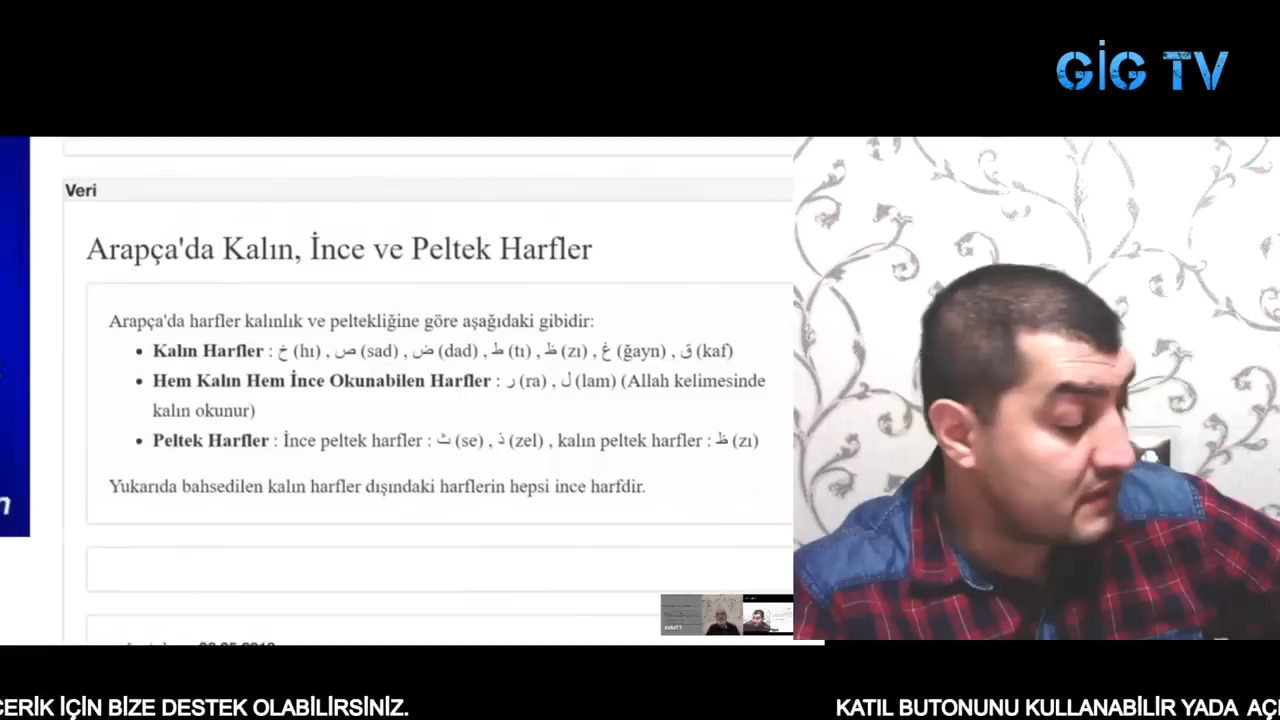 GİG TV
Veri
Arapça'da Kalın, İnce ve Peltek Harfler
Arapça'da harfler kalınlık ve peltekliğine göre aşağıdaki gibidir:
• Kalın Harfler : خ (hı) , ص (sad) , ض (dad) , ط (tı) , ظ (zı) , غ (ğayn) , ق (kaf)
• Hem Kalın Hem İnce Okunabilen Harfler : ر (ra) , ل (lam) (Allah kelimesinde
kalın okunur)
• Peltek Harfler : İnce peltek harfler : ث (se) , ذ (zel) , kalın peltek harfler : ظ (zı)
Yukarıda bahsedilen kalın harfler dışındaki harflerin hepsi ince harfdir.
n
CERİK İÇİN BİZE DESTEK OLABİLİRSİNİZ. KATIL BUTONUNU KULLANABİLİR YADA AÇI